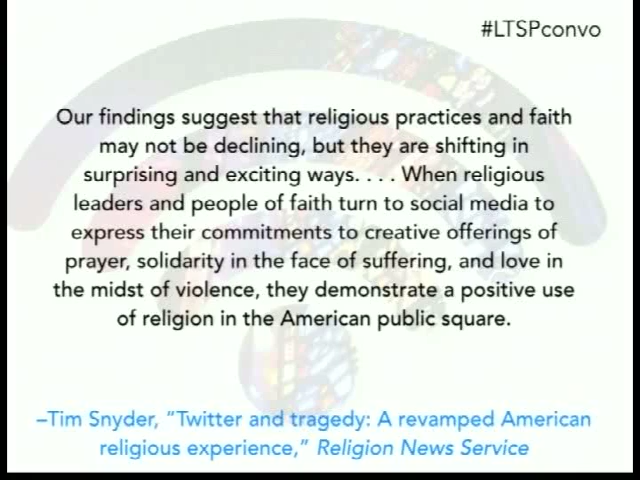 #LTSPconvo
Our findings suggest that religious practices and faith
may not be declining, but they are shifting in
surprising and exciting ways. . . . When religious
leaders and people of faith turn to social media to
express their commitments to creative offerings of
prayer, solidarity in the face of suffering, and love in
the midst of violence, they demonstrate a positive use
of religion in the American public square.
–Tim Snyder, “Twitter and tragedy: A revamped American
religious experience,” Religion News Service